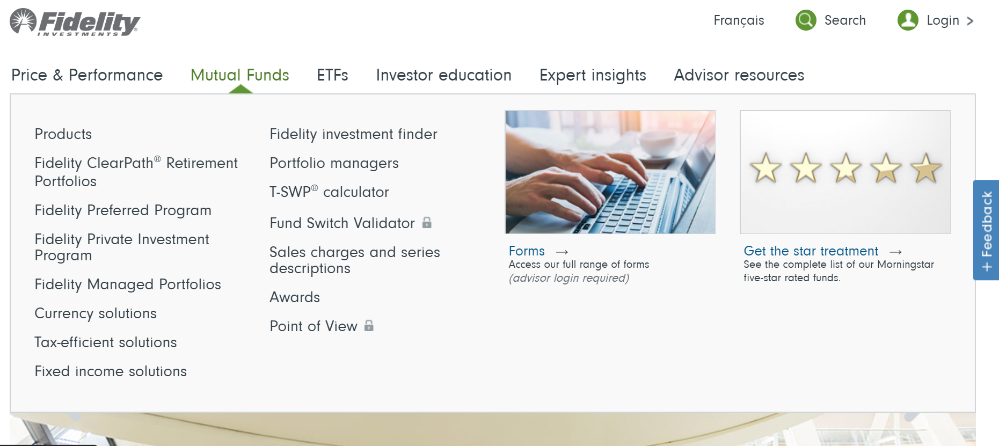 Fidelity
INVESTMENTS
Français
Search
Login
Price & Performance
Mutual Funds
ETFs
Investor education
Expert insights
Advisor resources
Products
Fidelity ClearPath® Retirement
Portfolios
Fidelity Preferred Program
Fidelity Private Investment
Program
Fidelity Managed Portfolios
Currency solutions
Tax-efficient solutions
Fixed income solutions
Fidelity investment finder
Portfolio managers
T-SWP® calculator
Fund Switch Validator
Sales charges and series
descriptions
Awards
Point of View
Forms →
Access our full range of forms
(advisor login required)
Get the star treatment →
See the complete list of our Morningstar
five-star rated funds.
+ Feedback